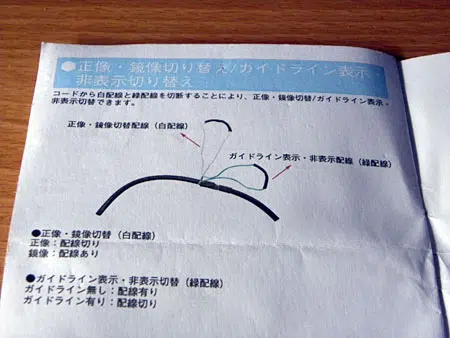 ●正像・鏡像切り替え/ガイドライン表示・
非表示切り替え
コードから白配線と緑配線を切断することにより、正像・鏡像切替/ガイドライン表示・
非表示切替できます。
正像・鏡像切替配線（白配線）
ガイドライン表示・非表示配線（緑配線）
●正像・鏡像切替（白配線）
正像：配線切り
鏡像：配線あり
●ガイドライン表示・非表示切替（緑配線）
ガイドライン無し：配線有り
ガイドライン有り：配線切り